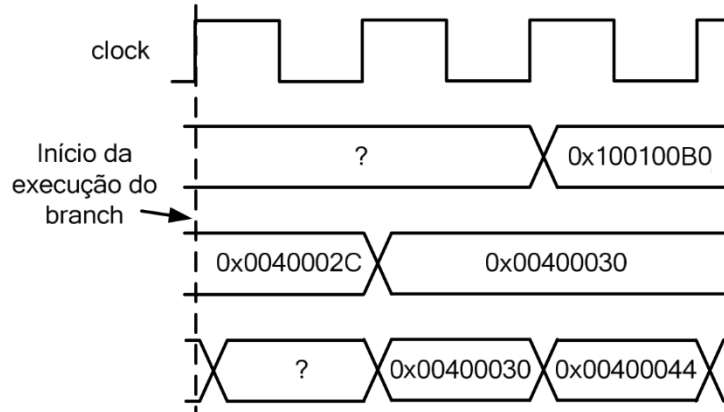 clock
?
0x100100B0
Início da
execução do
branch
0x0040002C
0x00400030
?
0x00400030
0x00400044